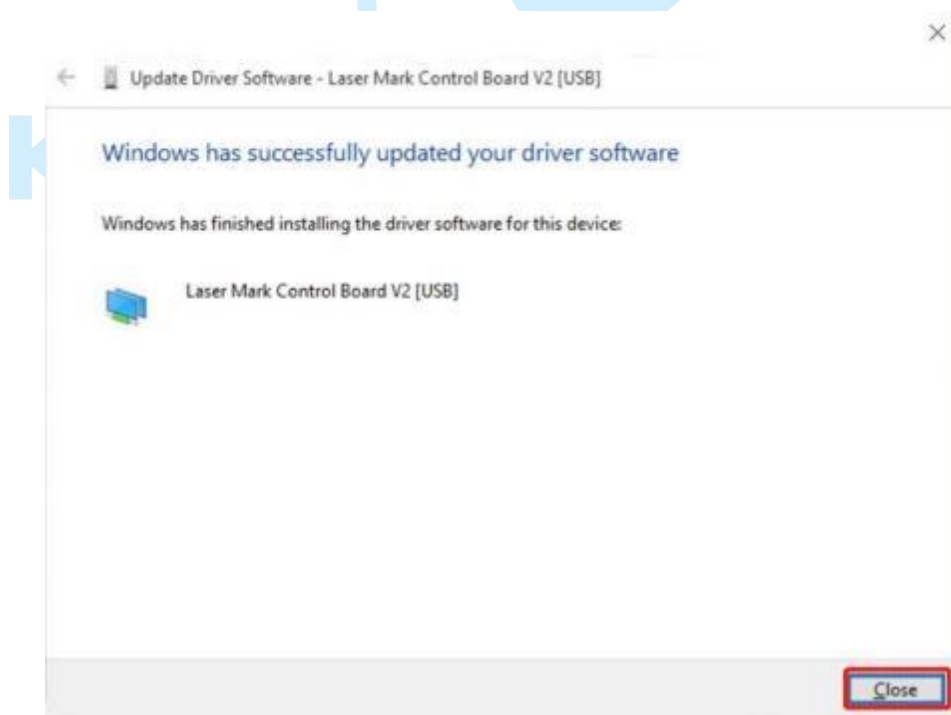 Update Driver Software - Laser Mark Control Board V2 [USB]
Windows has successfully updated your driver software
Windows has finished installing the driver software for this device:
Laser Mark Control Board V2 [USB]
Close